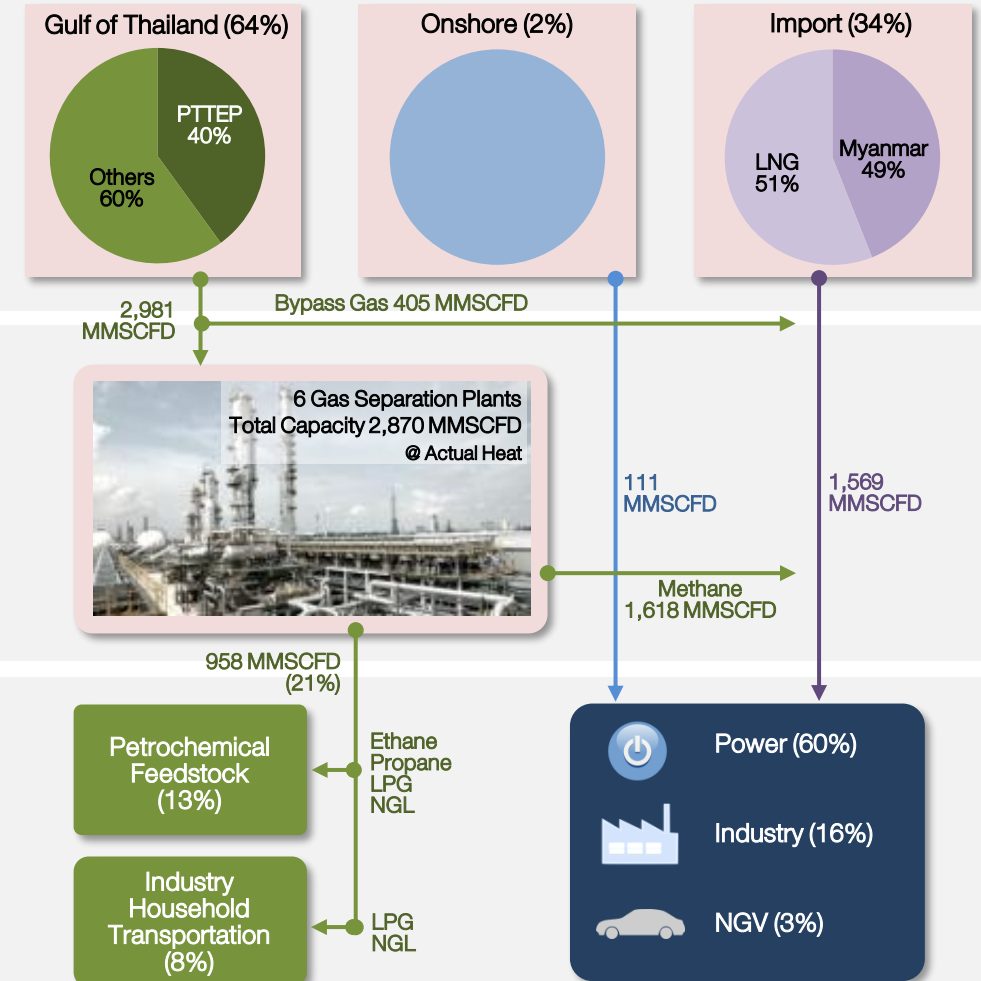 Gulf of Thailand (64%)
PTTEP
40%
Others
60%
Onshore (2%)
Import (34%)
LNG
51%
Myanmar
49%
2,981
MMSCFD
Bypass Gas 405 MMSCFD
6 Gas Separation Plants
Total Capacity 2,870 MMSCFD
@ Actual Heat
111
MMSCFD
1,569
MMSCFD
Methane
1,618 MMSCFD
958 MMSCFD
(21%)
Petrochemical
Feedstock
(13%)
Ethane
Propane
LPG
NGL
Industry
Household
Transportation
(8%)
LPG
NGL
Power (60%)
Industry (16%)
NGV (3%)